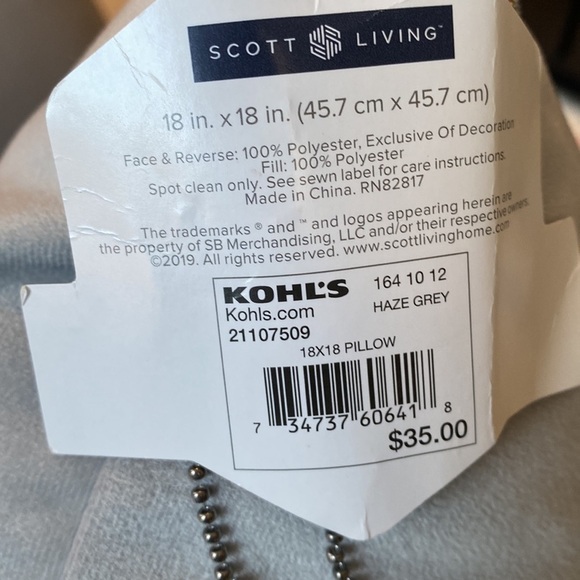 SCOTT LIVING™
18 in. x 18 in. (45.7 cm x 45.7 cm)
Face & Reverse: 100% Polyester, Exclusive Of Decoration
Fill: 100% Polyester
Spot clean only. See sewn label for care instructions.
Made in China. RN82817
The trademarks ® and ™ and logos appearing herein are
the property of SB Merchandising, LLC and/or their respective owners.
©2019. All rights reserved. www.scottlivinghome.com
KOHL'S 164 10 12
Kohls.com HAZE GREY
21107509
18X18 PILLOW
7 34737 60641 8
$35.00